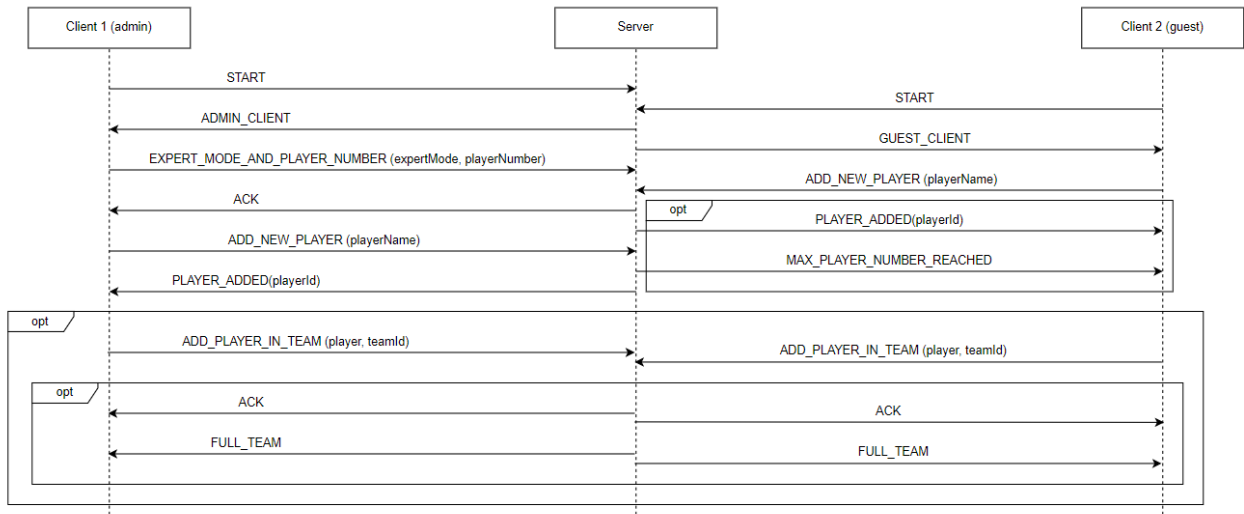 Client 1 (admin)
Server
Client 2 (guest)
START
START
ADMIN_CLIENT
GUEST_CLIENT
EXPERT_MODE_AND_PLAYER_NUMBER (expertMode, playerNumber)
ADD_NEW_PLAYER (playerName)
ACK
opt
PLAYER_ADDED(playerId)
ADD_NEW_PLAYER (playerName)
MAX_PLAYER_NUMBER_REACHED
PLAYER_ADDED(playerId)
opt
ADD_PLAYER_IN_TEAM (player, teamId)
ADD_PLAYER_IN_TEAM (player, teamId)
opt
ACK
ACK
FULL_TEAM
FULL_TEAM